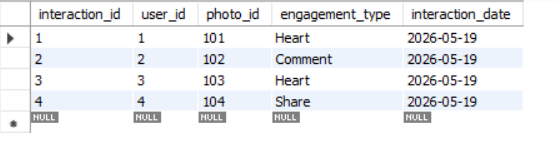 interaction_id user_id photo_id engagement_type interaction_date
1 1 101 Heart 2026-05-19
2 2 102 Comment 2026-05-19
3 3 103 Heart 2026-05-19
4 4 104 Share 2026-05-19
NULL NULL NULL NULL NULL